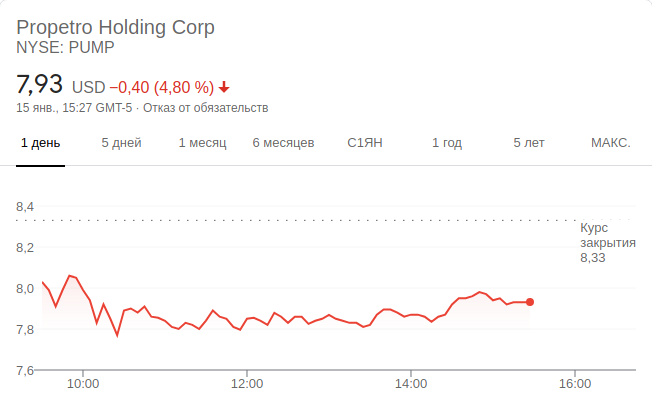 Propetro Holding Corp
NYSE: PUMP
7,93 USD −0,40 (4,80 %)
15 янв., 15:27 GMT-5 · Отказ от обязательств
1 день 5 дней 1 месяц 6 месяцев С1ЯН 1 год 5 лет МАКС.
8,4
Курс
закрытия
8,33
8,2
8,0
7,8
7,6
10:00 12:00 14:00 16:00